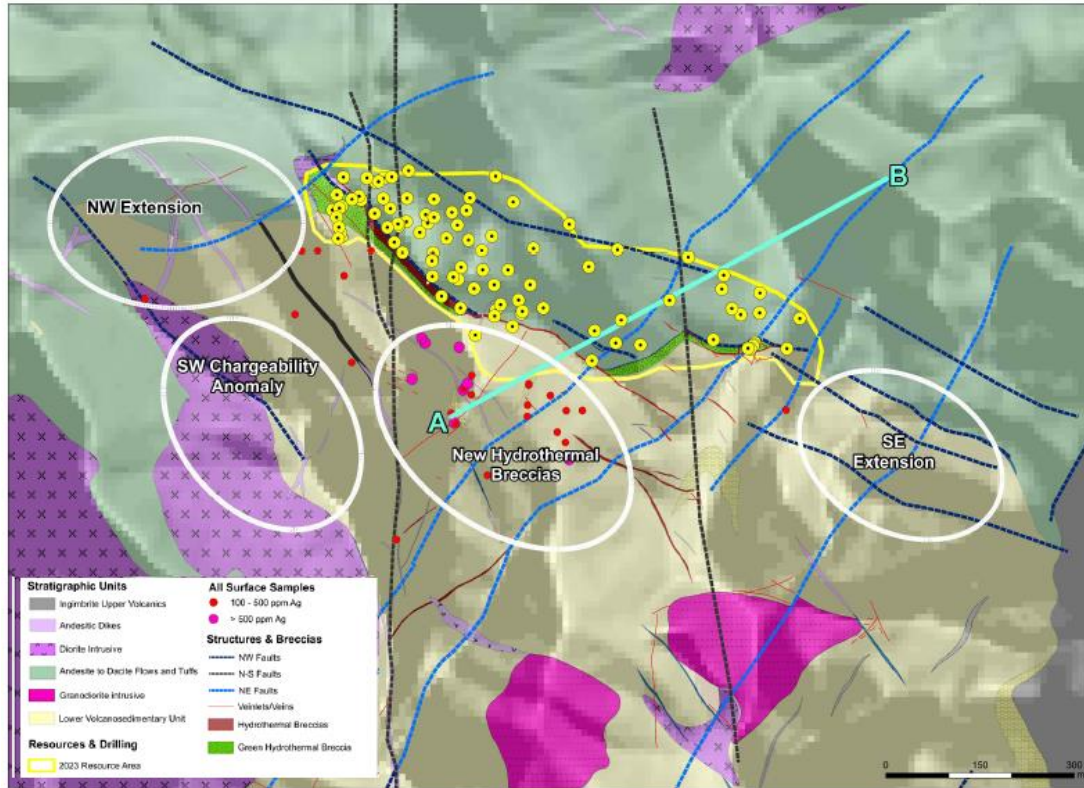 B
NW Extension
SW Chargeability
Anomaly
A
New Hydrothermal
Breccias
SE
Extension
Stratigraphic Units
Ingimbrite Upper Volcanics
Andesitic Dikes
Diorite Intrusive
Andesite to Dacite Flows and Tuffs
Granodiorite intrusive
Lower Volcanosedimentary Unit
Resources & Drilling
2023 Resource Area
All Surface Samples
100 - 500 ppm Ag
> 500 ppm Ag
Structures & Breccias
NW Faults
N-S Faults
NE Faults
Veinlets/Veins
Hydrothermal Breccias
Green Hydrothermal Breccia
0 150 300
m